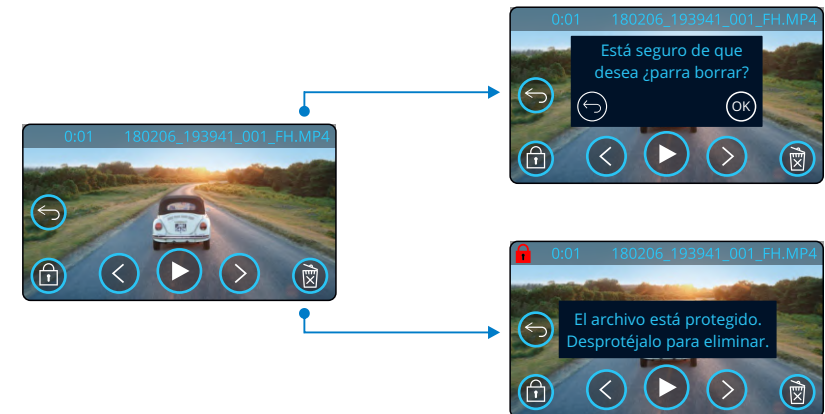 0:01 180206_193941_001_FH.MP4
0:01 180206_193941_001_FH.MP4
Está seguro de que
desea ¿parra borrar?
OK
0:01 180206_193941_001_FH.MP4
El archivo está protegido.
Desprotéjalo para eliminar.